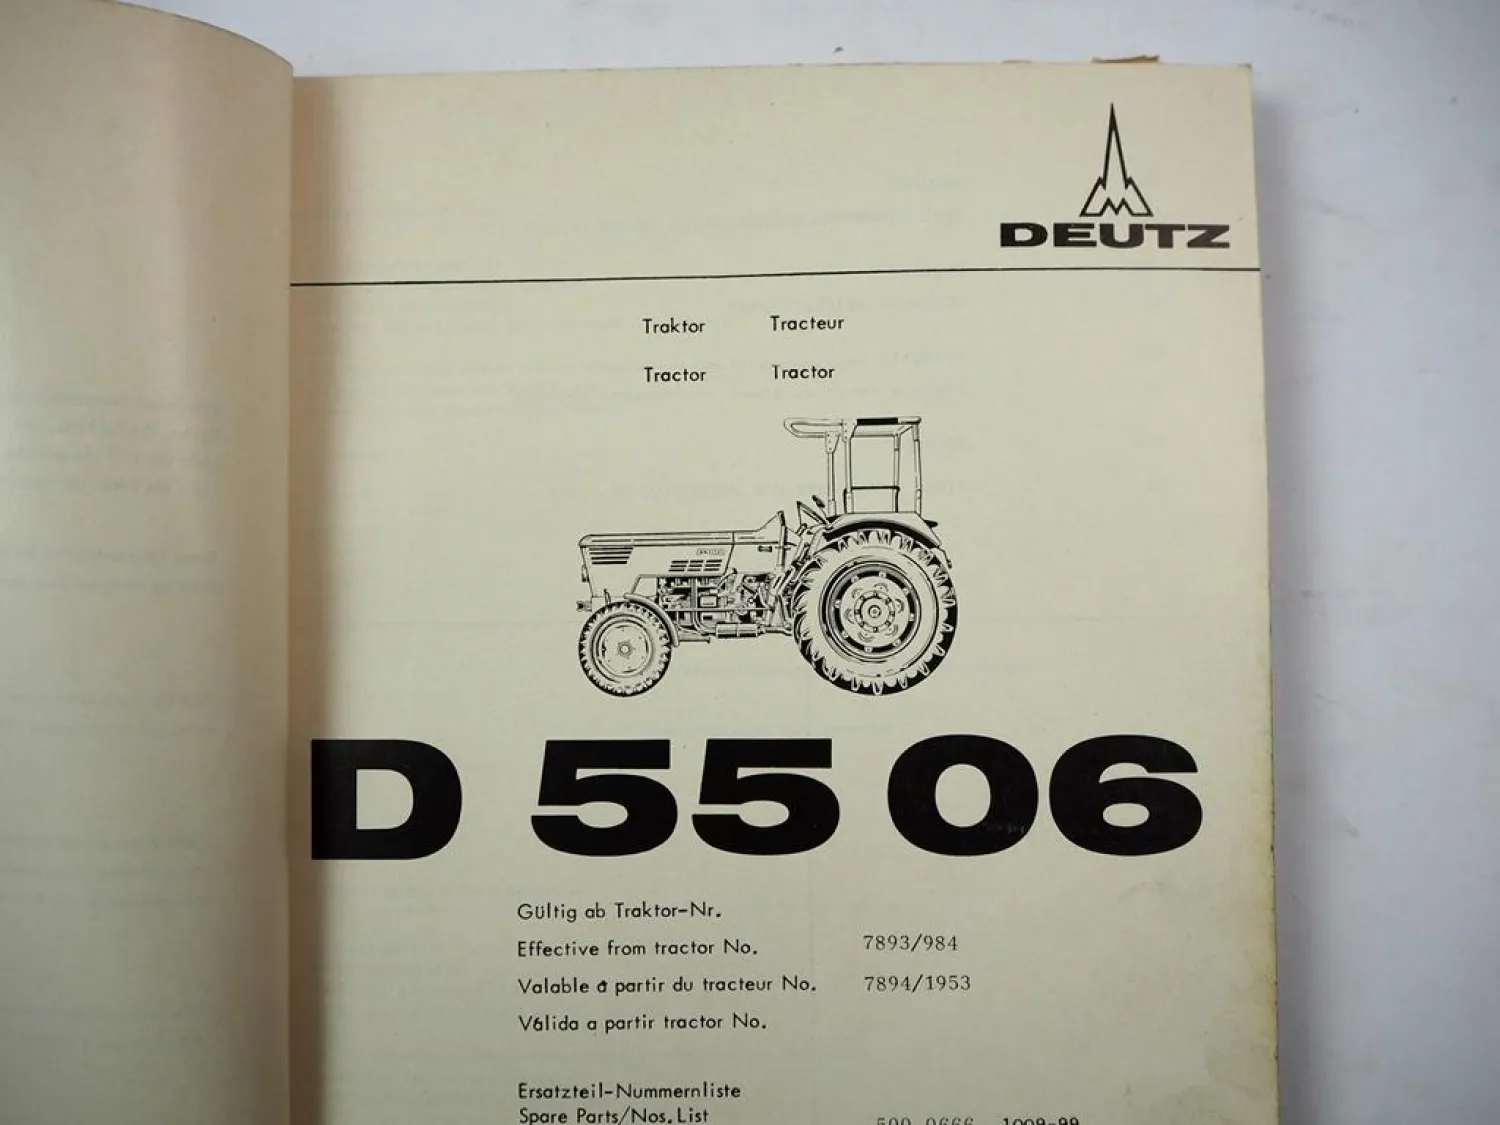 DEUTZ
Traktor Tracteur
Tractor Tractor
D 55 06
Gültig ab Traktor-Nr.
Effective from tractor No. 7893/984
Valable á partir du tracteur No. 7894/1953
Válida a partir tractor No.
Ersatzteil-Nummernliste
Spare Parts/Nos. List